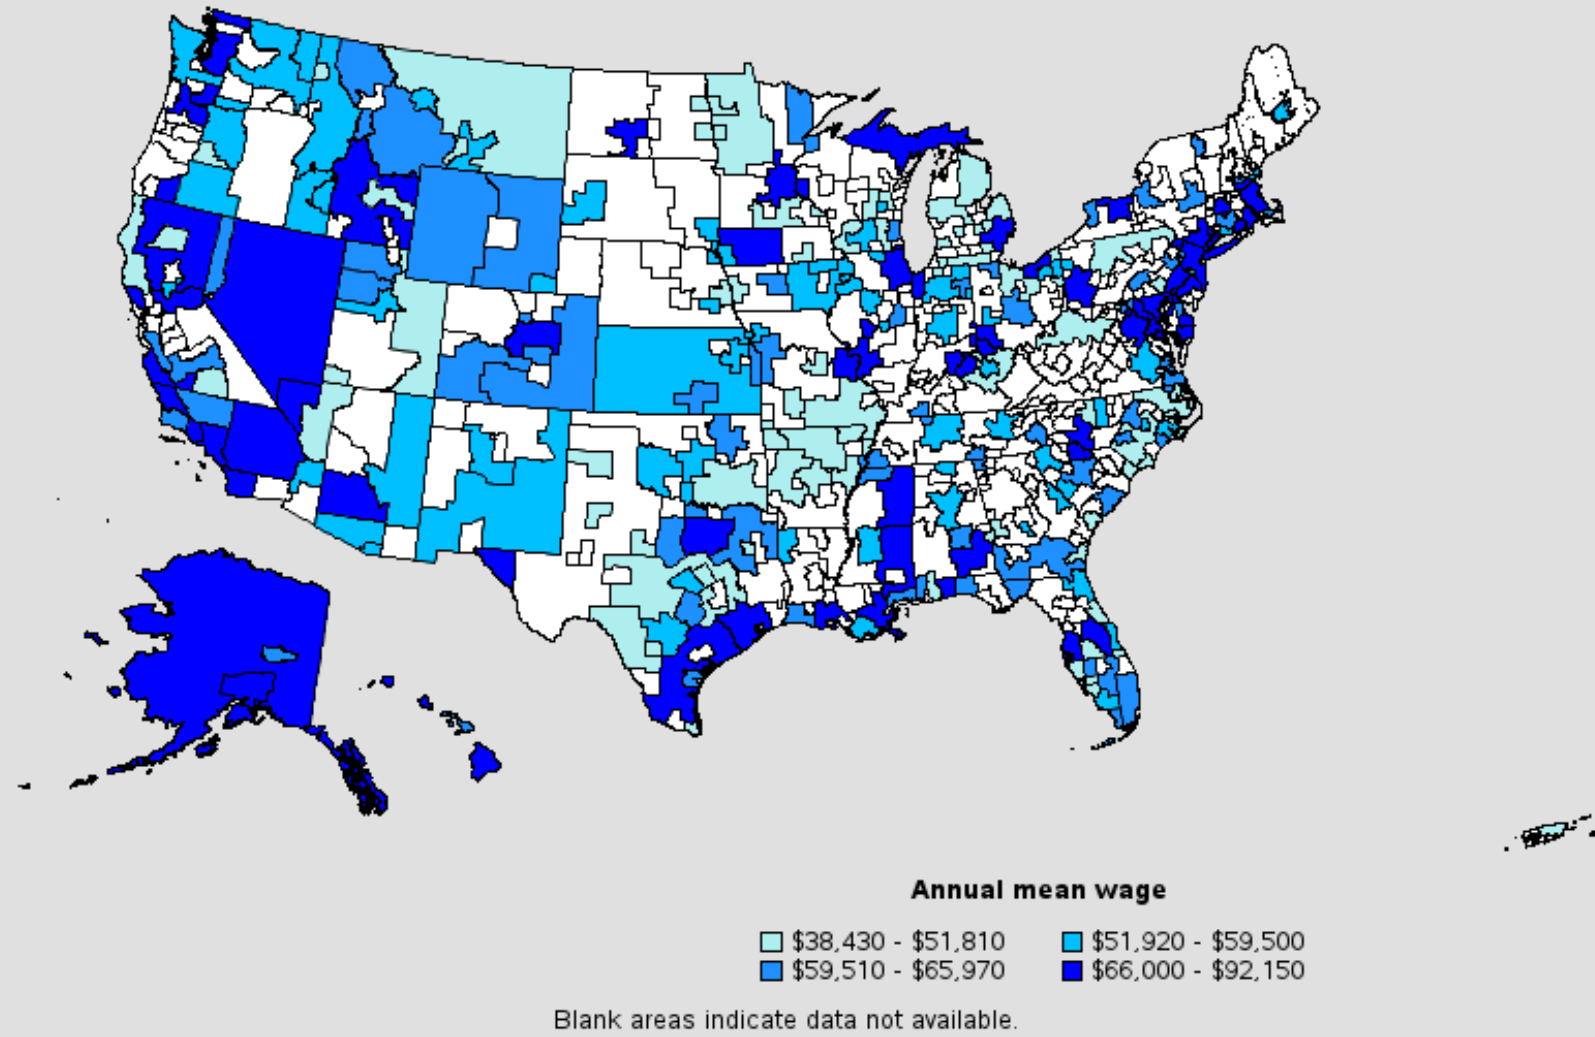 Annual mean wage
$38,430 - $51,810 $51,920 - $59,500
$59,510 - $65,970 $66,000 - $92,150
Blank areas indicate data not available.